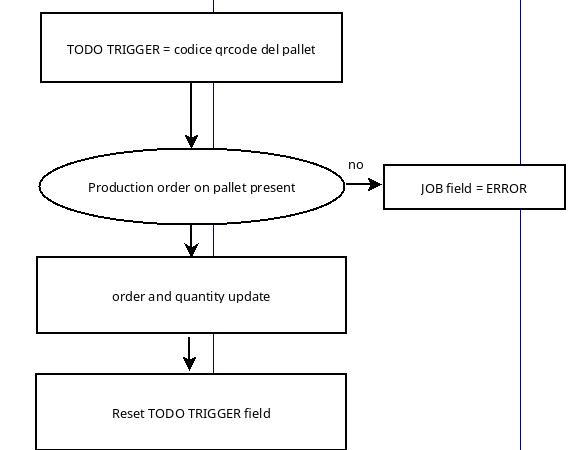 TODO TRIGGER = codice qrcode del pallet
no
Production order on pallet present
JOB field = ERROR
order and quantity update
Reset TODO TRIGGER field